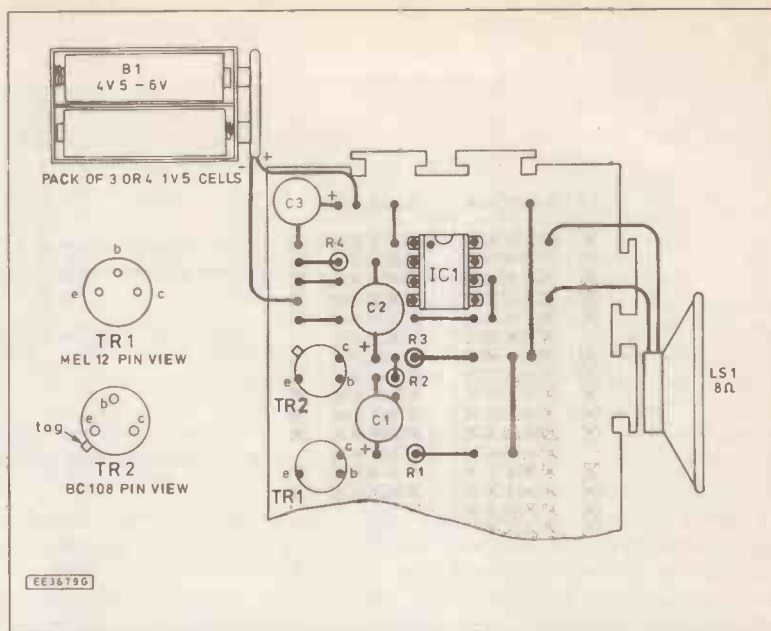 B1
4V5 – 6V
PACK OF 3 OR 4 1V5 CELLS
- +
C3 +
R4
IC1
C2
+
R3
R2
C1
+
R1
c
e b
TR2
c
e b
TR1
b
e c
TR1
MEL 12 PIN VIEW
b
e c
tag
TR2
BC108 PIN VIEW
LS1
8Ω
EE3679G